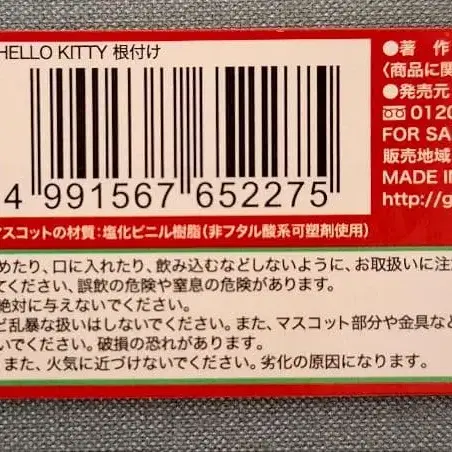 HELLO KITTY 根付け
4 991567 652275
マスコットの材質：塩化ビニル樹脂（非フタル酸系可塑剤使用）
●著 作
〈商品に関
●発売元
0120
FOR SA
販売地域
MADE IN
http://g
めたり、口に入れたり、飲み込むなどしないように、お取扱いに注
てください。誤飲の危険や窒息の危険があります。
絶対に与えないでください。
ど乱暴な扱いはしないでください。また、マスコット部分や金具な
いでください。破損の恐れがあります。
また、火気に近づけないでください。劣化の原因になります。